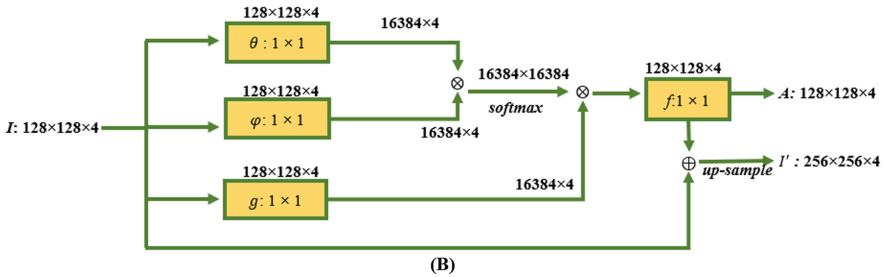 128×128×4
θ : 1 × 1
16384×4
I: 128×128×4
128×128×4
φ: 1 × 1
16384×4
16384×16384
softmax
128×128×4
f:1 × 1
A: 128×128×4
128×128×4
g: 1 × 1
16384×4
up-sample
I′ : 256×256×4
(B)